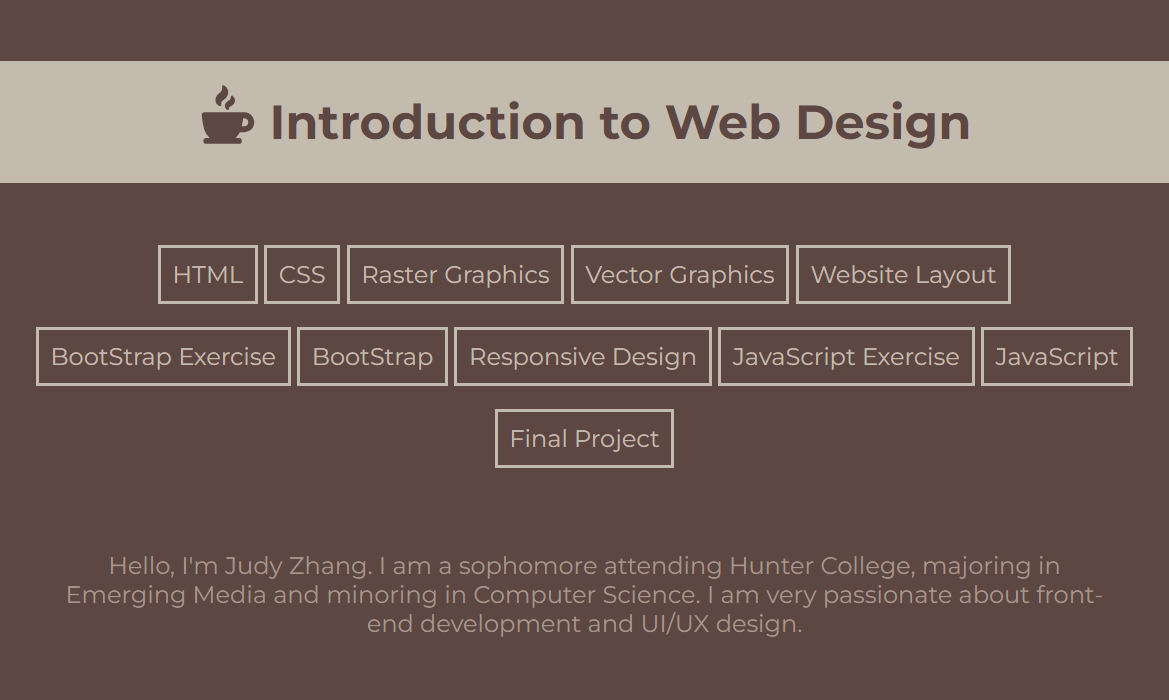 Introduction to Web Design
HTML CSS Raster Graphics Vector Graphics Website Layout
BootStrap Exercise BootStrap Responsive Design JavaScript Exercise JavaScript
Final Project
Hello, I'm Judy Zhang. I am a sophomore attending Hunter College, majoring in
Emerging Media and minoring in Computer Science. I am very passionate about front-
end development and UI/UX design.